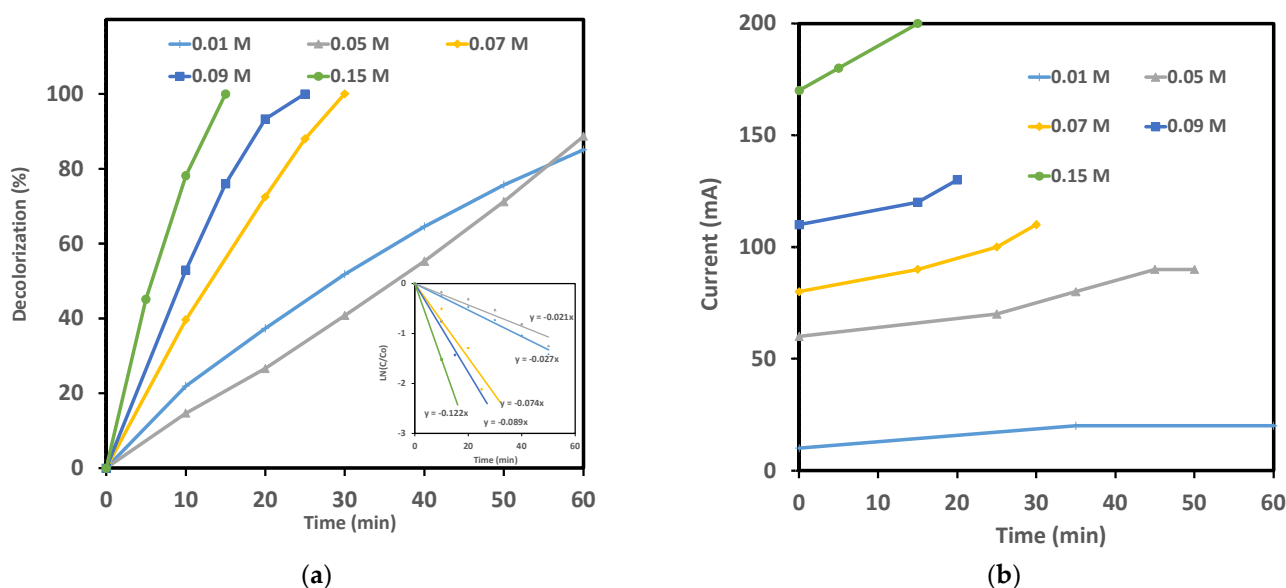 0.01 M 0.05 M 0.07 M
0.09 M 0.15 M
Decolorization (%)
100
80
60
40
20
0
0 10 20 30 40 50 60
Time (min)
LN(C/Co)
0
-1
-2
-3
0 20 40 60
Time (min)
y = -0.021x
y = -0.027x
y = -0.074x
y = -0.122x
y = -0.089x
(a)
Current (mA)
200
150
100
50
0
0 10 20 30 40 50 60
Time (min)
0.01 M 0.05 M
0.07 M 0.09 M
0.15 M
(b)